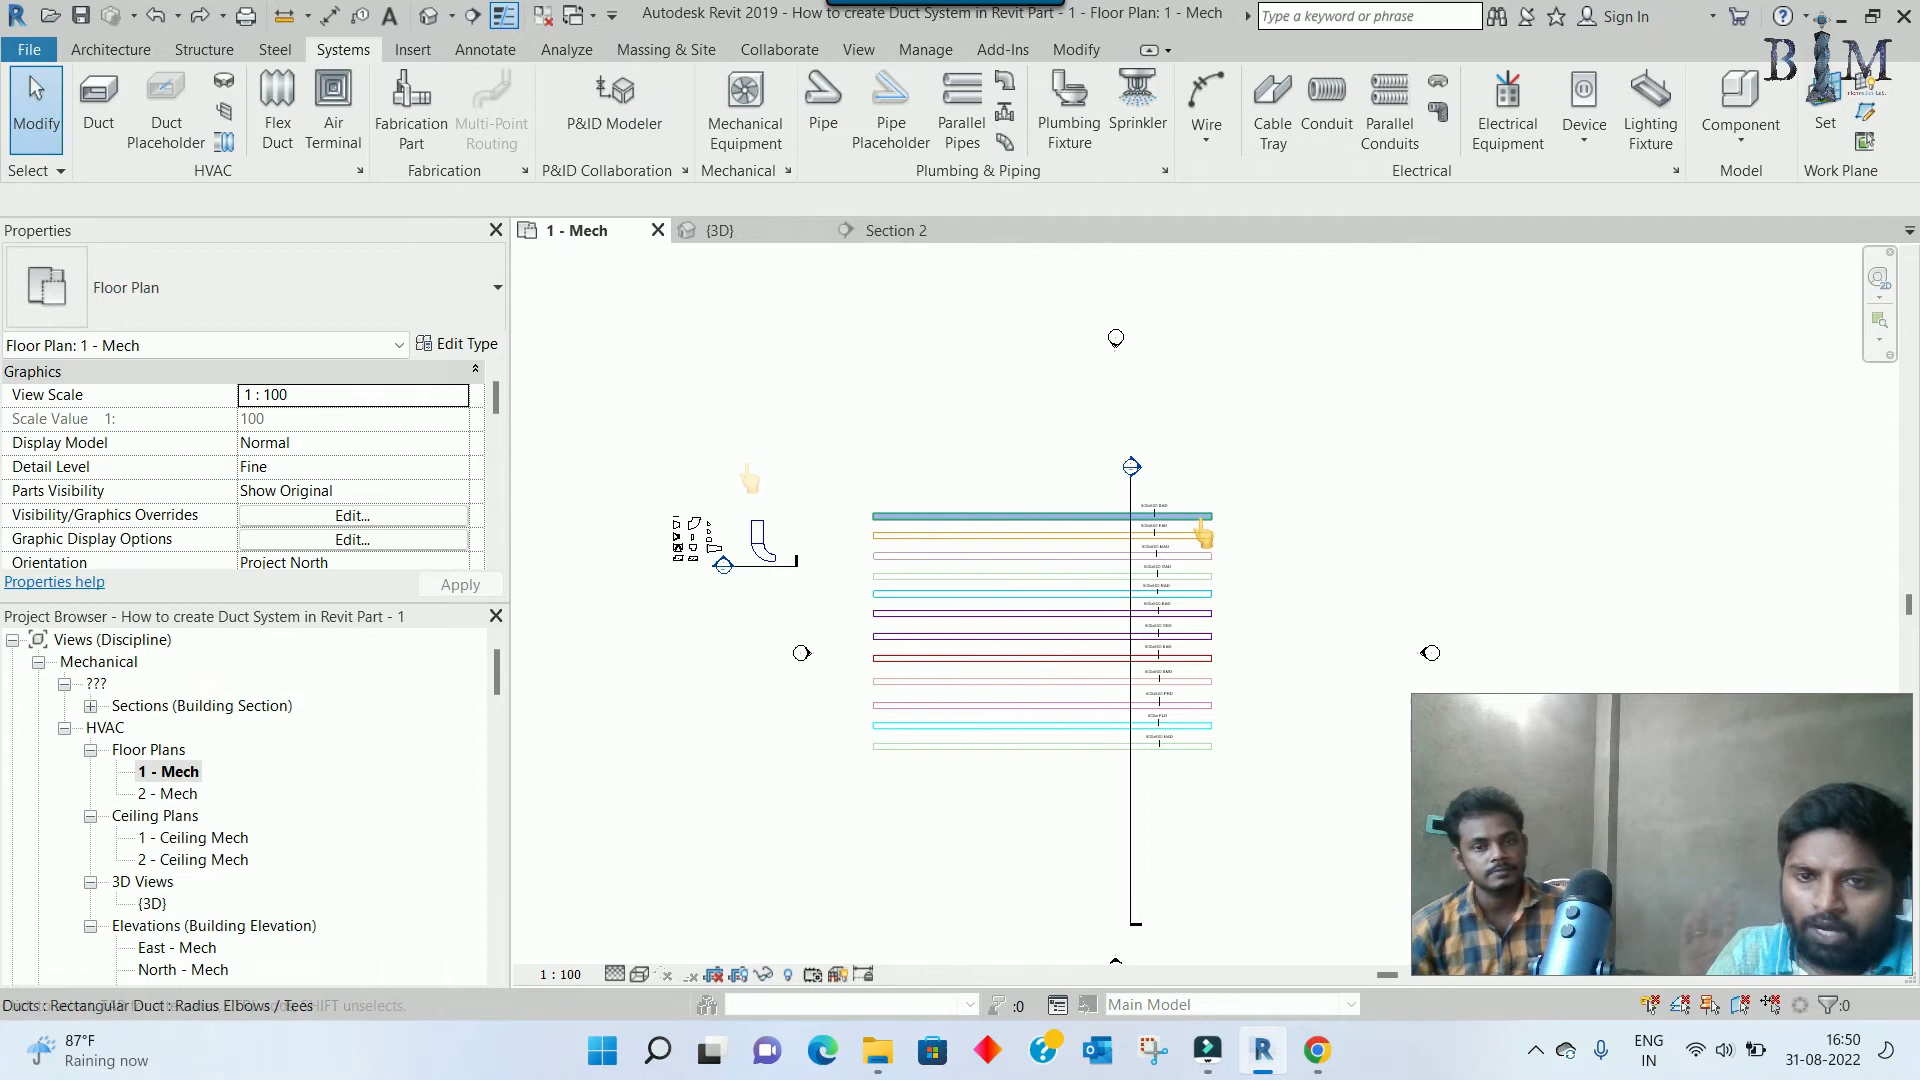 Autodesk Revit 2019 - How to create Duct System in Revit Part - 1 - Floor Plan: 1 - Mech
Type a keyword or phrase
Sign In
BIM
File
Architecture
Structure
Steel
Systems
Insert
Annotate
Analyze
Massing & Site
Collaborate
View
Manage
Add-Ins
Modify
Modify
Duct
Duct Placeholder
Flex Duct
Air Terminal
Fabrication Part
Multi-Point Routing
P&ID Modeler
Mechanical Equipment
Pipe
Pipe Placeholder
Parallel Pipes
Plumbing Fixture
Sprinkler
Wire
Cable Tray
Conduit
Parallel Conduits
Electrical Equipment
Device
Lighting Fixture
Component
Set
Select
HVAC
Fabrication
P&ID Collaboration
Mechanical
Plumbing & Piping
Electrical
Model
Work Plane
Properties
1 - Mech
{3D}
Section 2
Floor Plan
Floor Plan: 1 - Mech
Edit Type
Graphics
View Scale 1 : 100
Scale Value 1: 100
Display Model Normal
Detail Level Fine
Parts Visibility Show Original
Visibility/Graphics Overrides Edit...
Graphic Display Options Edit...
Orientation Project North
Properties help
Apply
Project Browser - How to create Duct System in Revit Part - 1
Views (Discipline)
Mechanical
???
Sections (Building Section)
HVAC
Floor Plans
1 - Mech
2 - Mech
Ceiling Plans
1 - Ceiling Mech
2 - Ceiling Mech
3D Views
{3D}
Elevations (Building Elevation)
East - Mech
North - Mech
1 : 100
Ducts : Rectangular Duct : Radius Elbows / Tees
SHIFT unselects.
:0
Main Model
:0
87°F
Raining now
ENG
IN
16:50
31-08-2022